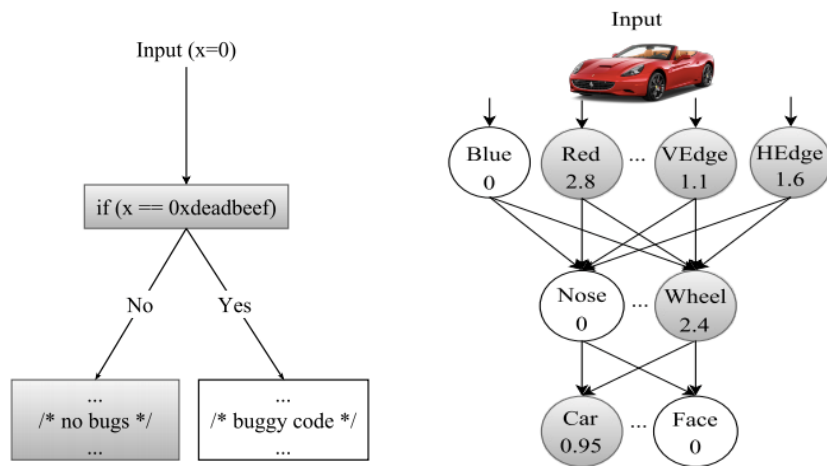 Input (x=0)
if (x == 0xdeadbeef)
No
Yes
...
/* no bugs */
...
...
/* buggy code */
...
Input
Blue
0
Red
2.8
...
VEdge
1.1
HEdge
1.6
Nose
0
...
Wheel
2.4
Car
0.95
...
Face
0